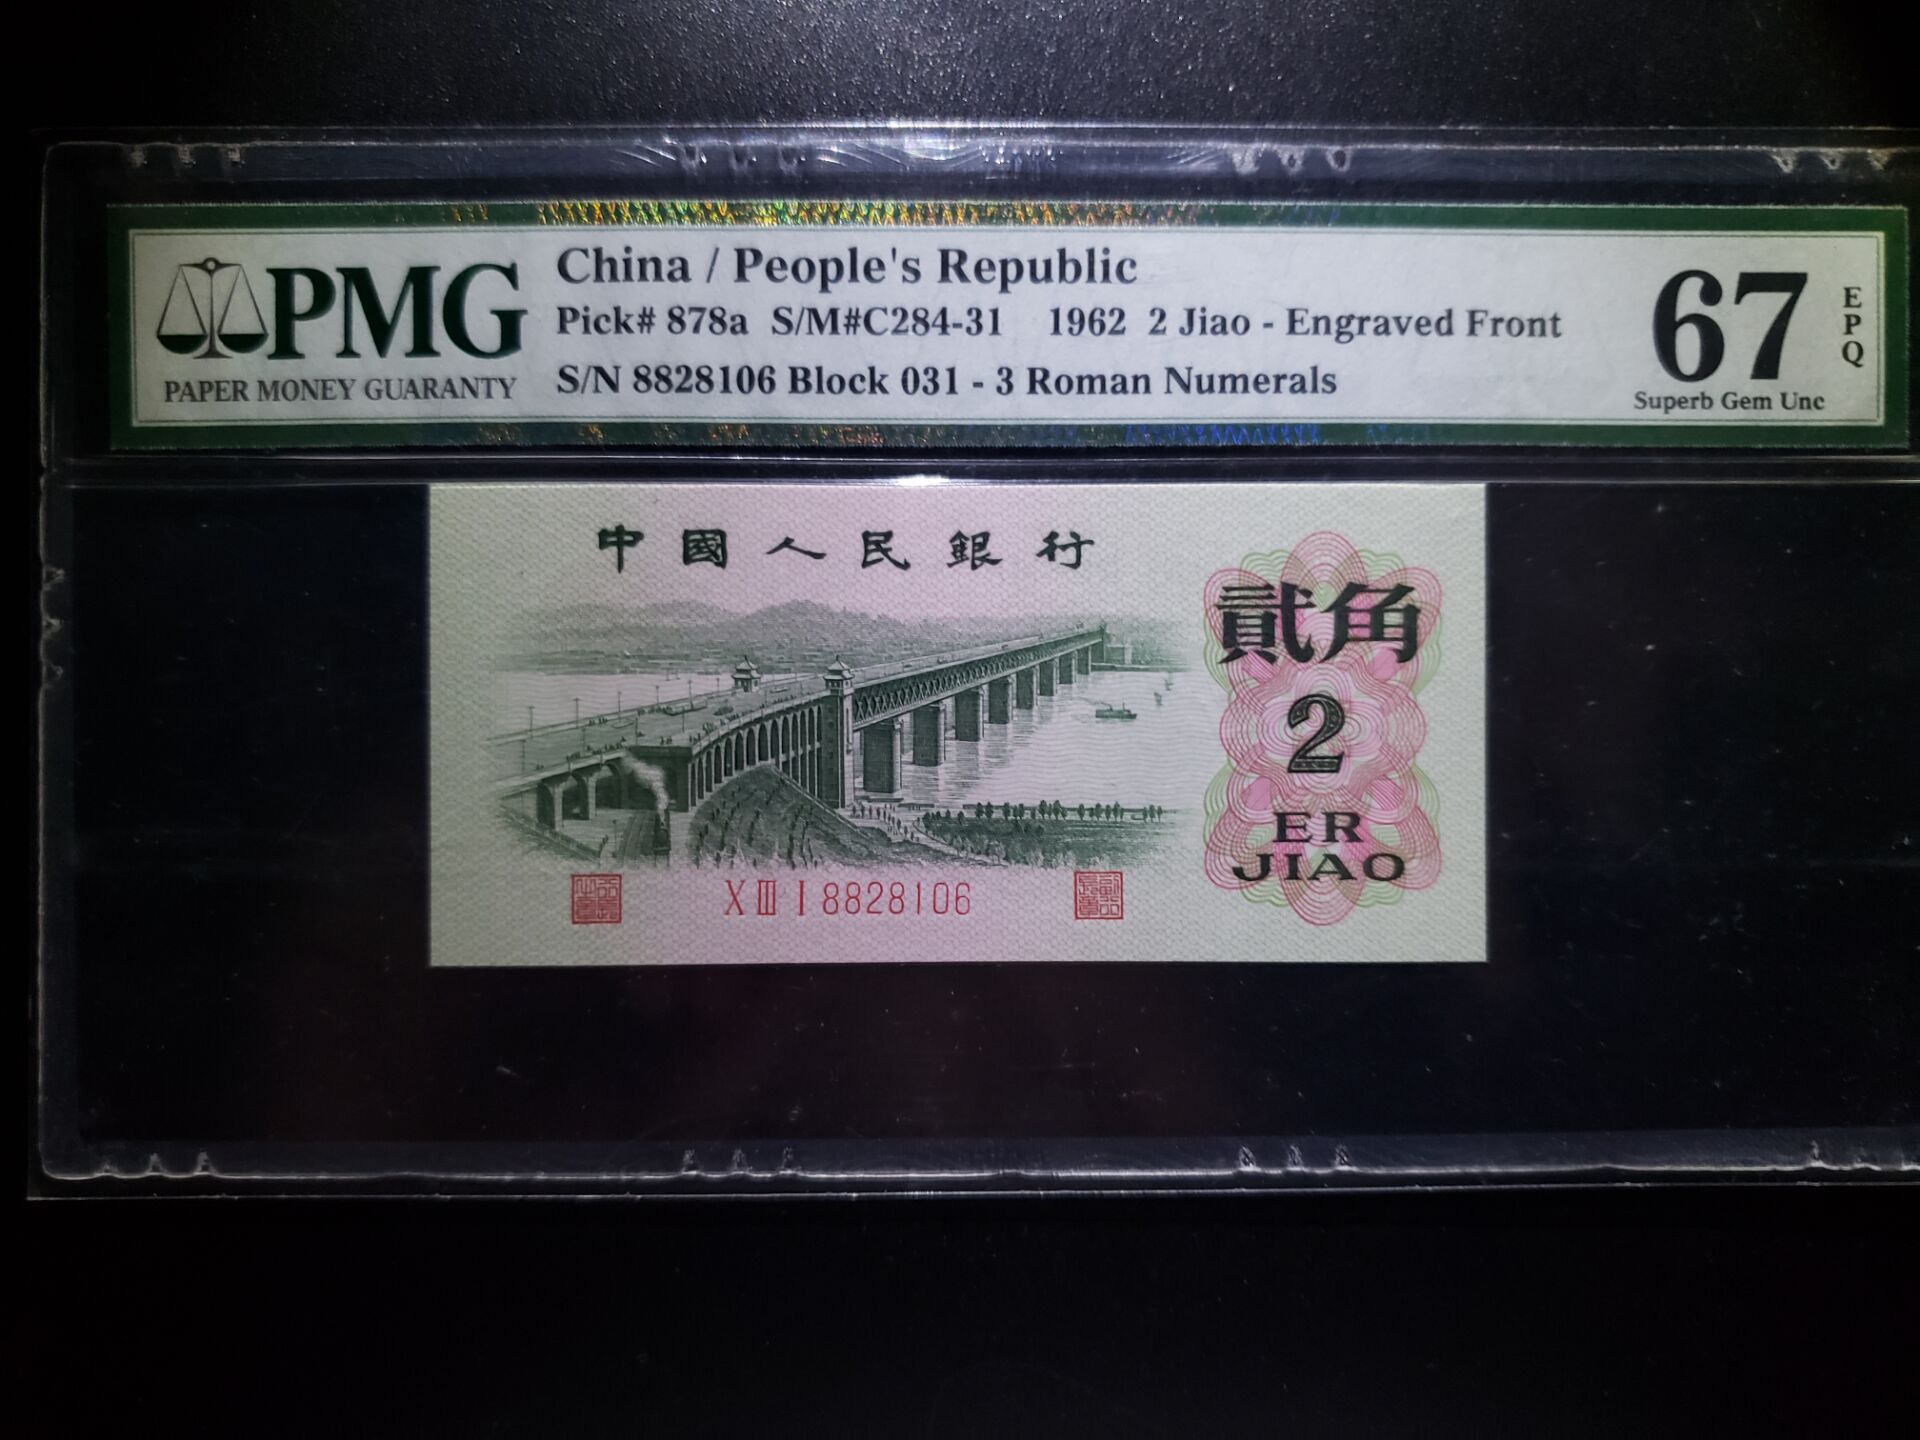 PMG
PAPER MONEY GUARANTY
China / People's Republic
Pick# 878a S/M#C284-31 1962 2 Jiao - Engraved Front
S/N 8828106 Block 031 - 3 Roman Numerals
67
EPQ
Superb Gem Unc
中國人民銀行
貳角
2
ER
JIAO
X III I 8828106